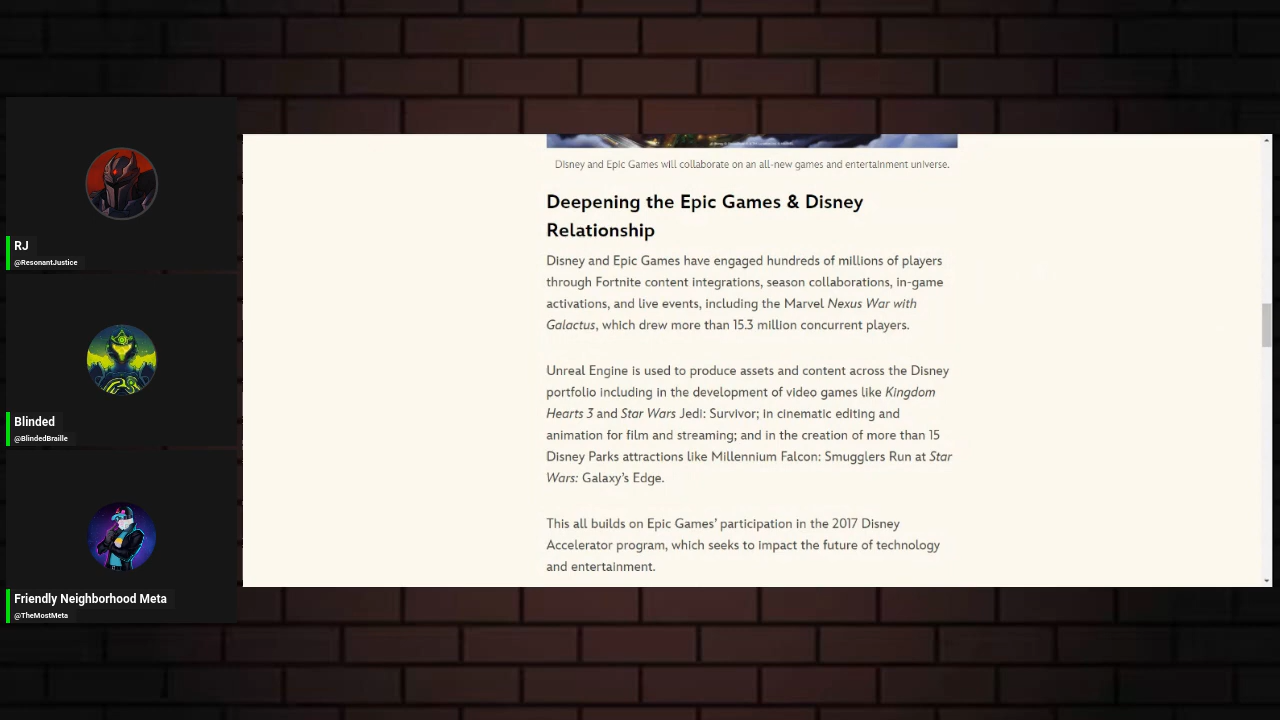 RJ
@ResonantJustice
Blinded
@BlindedBraille
Friendly Neighborhood Meta
@TheMostMeta
Disney and Epic Games will collaborate on an all-new games and entertainment universe.
Deepening the Epic Games & Disney
Relationship
Disney and Epic Games have engaged hundreds of millions of players
through Fortnite content integrations, season collaborations, in-game
activations, and live events, including the Marvel Nexus War with
Galactus, which drew more than 15.3 million concurrent players.
Unreal Engine is used to produce assets and content across the Disney
portfolio including in the development of video games like Kingdom
Hearts 3 and Star Wars Jedi: Survivor; in cinematic editing and
animation for film and streaming; and in the creation of more than 15
Disney Parks attractions like Millennium Falcon: Smugglers Run at Star
Wars: Galaxy's Edge.
This all builds on Epic Games' participation in the 2017 Disney
Accelerator program, which seeks to impact the future of technology
and entertainment.